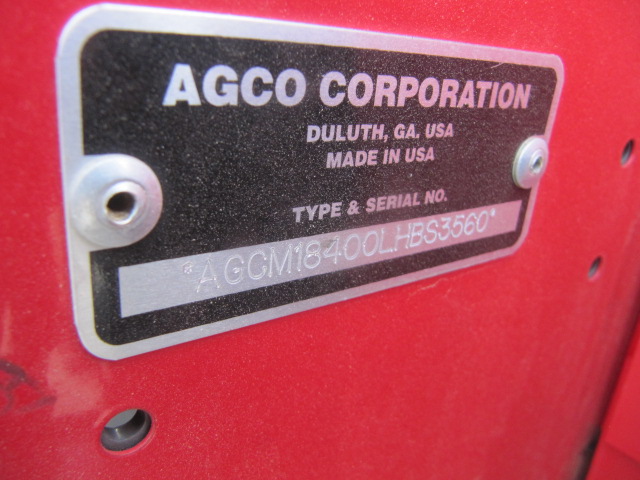 AGCO CORPORATION
DULUTH, GA. USA
MADE IN USA
TYPE & SERIAL NO.
*AGCM18400LHBS3560*